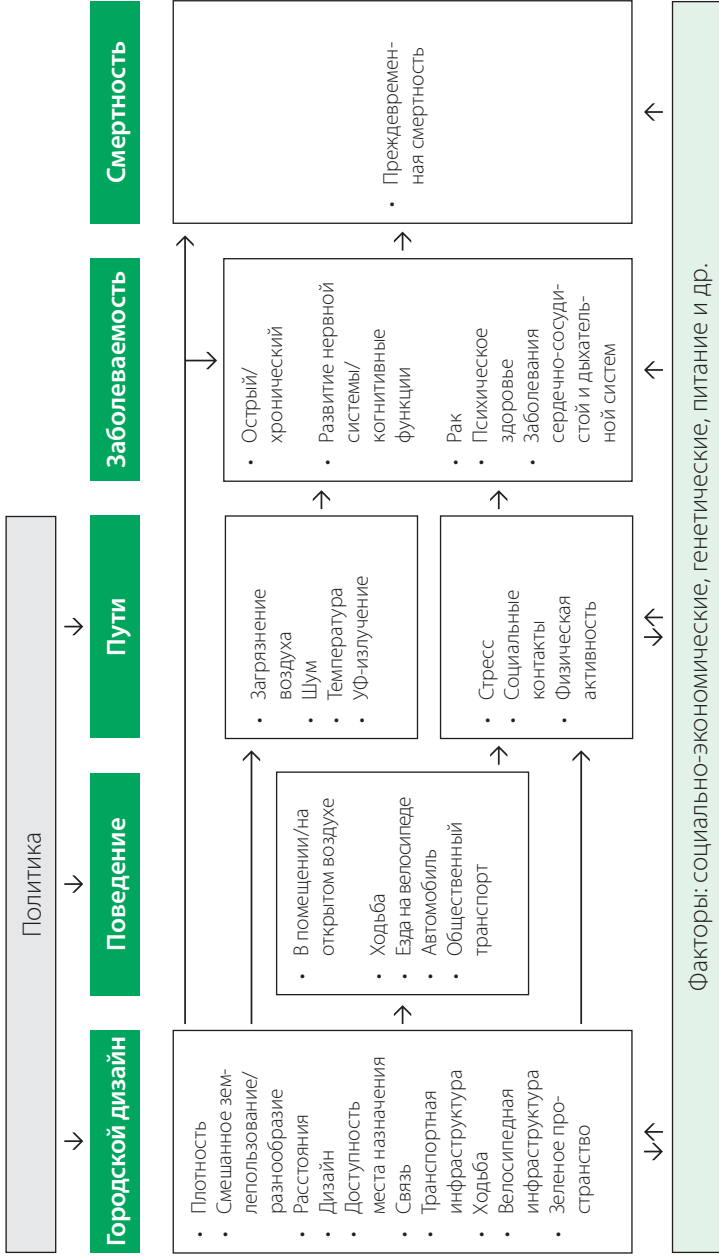 Политика
Городской дизайн
Поведение
Пути
Заболеваемость
Смертность
• Плотность
• Смешанное зем-
лепользование/
разнообразие
• Расстояния
• Дизайн
• Доступность
места назначения
• Связь
• Транспортная
инфраструктура
• Ходьба
• Велосипедная
инфраструктура
• Зеленое про-
странство
• В помещении/на
открытом воздухе
• Ходьба
• Езда на велосипеде
• Автомобиль
• Общественный
транспорт
• Загрязнение
воздуха
• Шум
• Температура
• УФ-излучение
• Стресс
• Социальные
контакты
• Физическая
активность
• Острый/
хронический
• Развитие нервной
системы/
когнитивные
функции
• Рак
• Психическое
здоровье
• Заболевания
сердечно-сосуди-
стой и дыхатель-
ной систем
• Преждевремен-
ная смертность
Факторы: социально-экономические, генетические, питание и др.